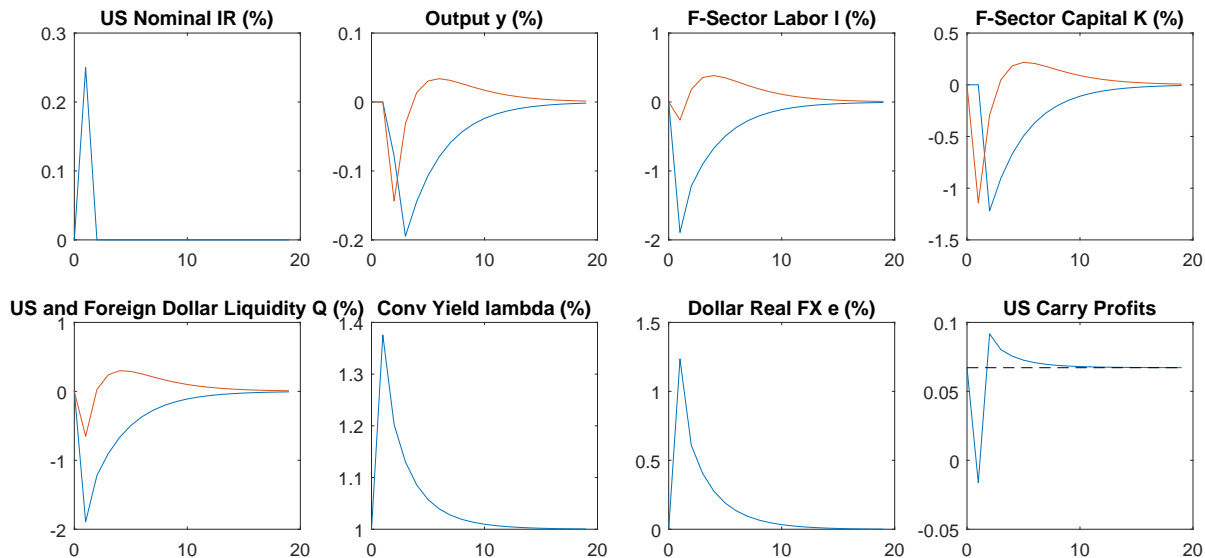 US Nominal IR (%)
0.3
0.2
0.1
0
0 10 20
Output y (%)
0.1
0
-0.1
-0.2
0 10 20
F-Sector Labor l (%)
1
0
-1
-2
0 10 20
F-Sector Capital K (%)
0.5
0
-0.5
-1
-1.5
0 10 20
US and Foreign Dollar Liquidity Q (%)
1
0
-1
-2
0 10 20
Conv Yield lambda (%)
1.4
1.3
1.2
1.1
1
0 10 20
Dollar Real FX e (%)
1.5
1
0.5
0
0 10 20
US Carry Profits
0.1
0.05
0
-0.05
0 10 20